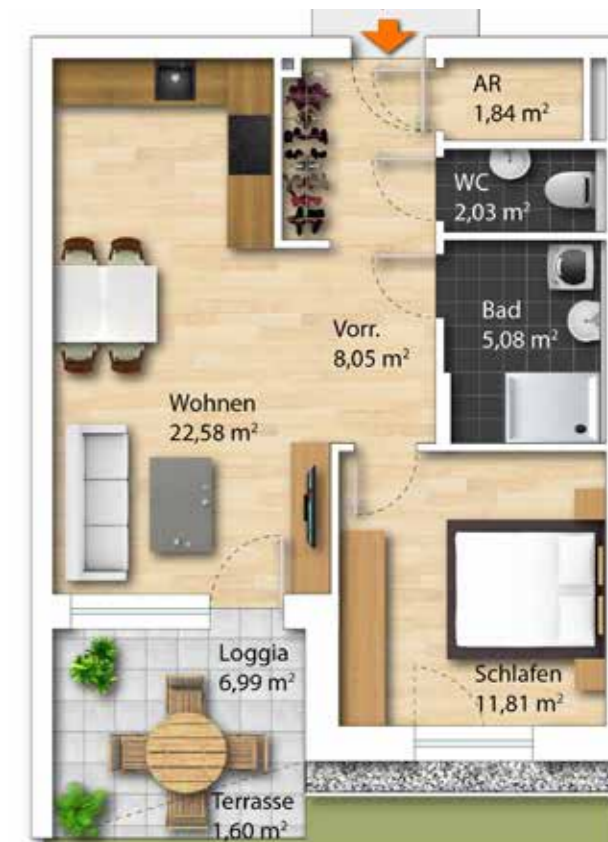 AR
1,84 m²
WC
2,03 m²
Bad
5,08 m²
Vorr.
8,05 m²
Wohnen
22,58 m²
Loggia
6,99 m²
Schlafen
11,81 m²
Terrasse
1,60 m²